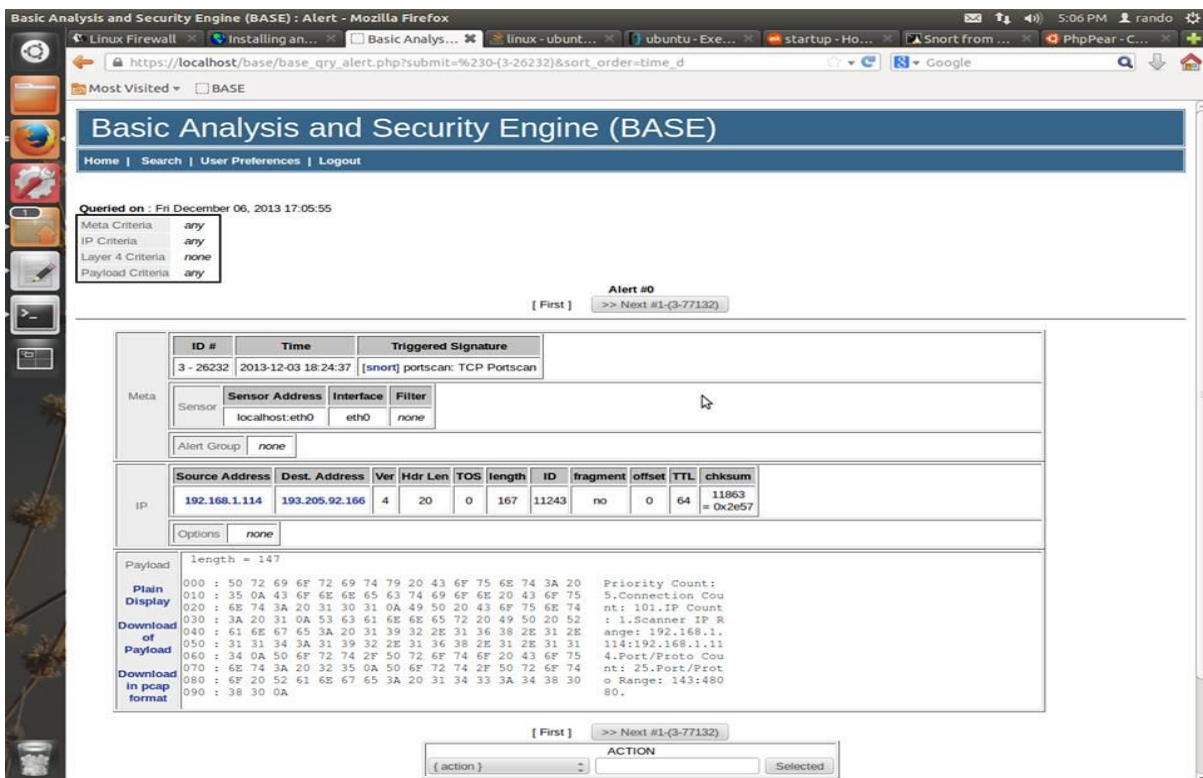 Basic Analysis and Security Engine (BASE) : Alert - Mozilla Firefox
5:06 PM rando
Linux Firewall
Installing an...
Basic Analys...
linux - ubunt...
ubuntu - Exe...
startup - Ho...
Snort from ...
PhpPear - C...
https://localhost/base/base_qry_alert.php?submit=%230-(3-26232)&sort_order=time_d
Google
Most Visited
BASE
Basic Analysis and Security Engine (BASE)
Home | Search | User Preferences | Logout
Queried on : Fri December 06, 2013 17:05:55
Meta Criteria any
IP Criteria any
Layer 4 Criteria none
Payload Criteria any
Alert #0
[ First ] >> Next #1-(3-77132)
Meta
ID # Time Triggered Signature
3 - 26232 2013-12-03 18:24:37 [snort] portscan: TCP Portscan
Sensor
Sensor Address Interface Filter
localhost:eth0 eth0 none
Alert Group none
IP
Source Address Dest. Address Ver Hdr Len TOS length ID fragment offset TTL chksum
192.168.1.114 193.205.92.166 4 20 0 167 11243 no 0 64 11863 = 0x2e57
Options none
Payload
Plain Display
Download of Payload
Download in pcap format
length = 147
000 : 50 72 69 6F 72 69 74 79 20 43 6F 75 6E 74 3A 20 Priority Count:
010 : 35 0A 43 6F 6E 6E 65 63 74 69 6F 6E 20 43 6F 75 5.Connection Cou
020 : 6E 74 3A 20 31 30 31 0A 49 50 20 43 6F 75 6E 74 nt: 101.IP Count
030 : 3A 20 31 0A 53 63 61 6E 6E 65 72 20 49 50 20 52 : 1.Scanner IP R
040 : 61 6E 67 65 3A 20 31 39 32 2E 31 36 38 2E 31 2E ange: 192.168.1.
050 : 31 31 34 3A 31 39 32 2E 31 36 38 2E 31 2E 31 31 114:192.168.1.11
060 : 34 0A 50 6F 72 74 2F 50 72 6F 74 6F 20 43 6F 75 4.Port/Proto Cou
070 : 6E 74 3A 20 32 35 0A 50 6F 72 74 2F 50 72 6F 74 nt: 25.Port/Prot
080 : 6F 20 52 61 6E 67 65 3A 20 31 34 33 3A 34 38 30 o Range: 143:480
090 : 38 30 0A 80.
[ First ] >> Next #1-(3-77132)
ACTION
{ action } Selected